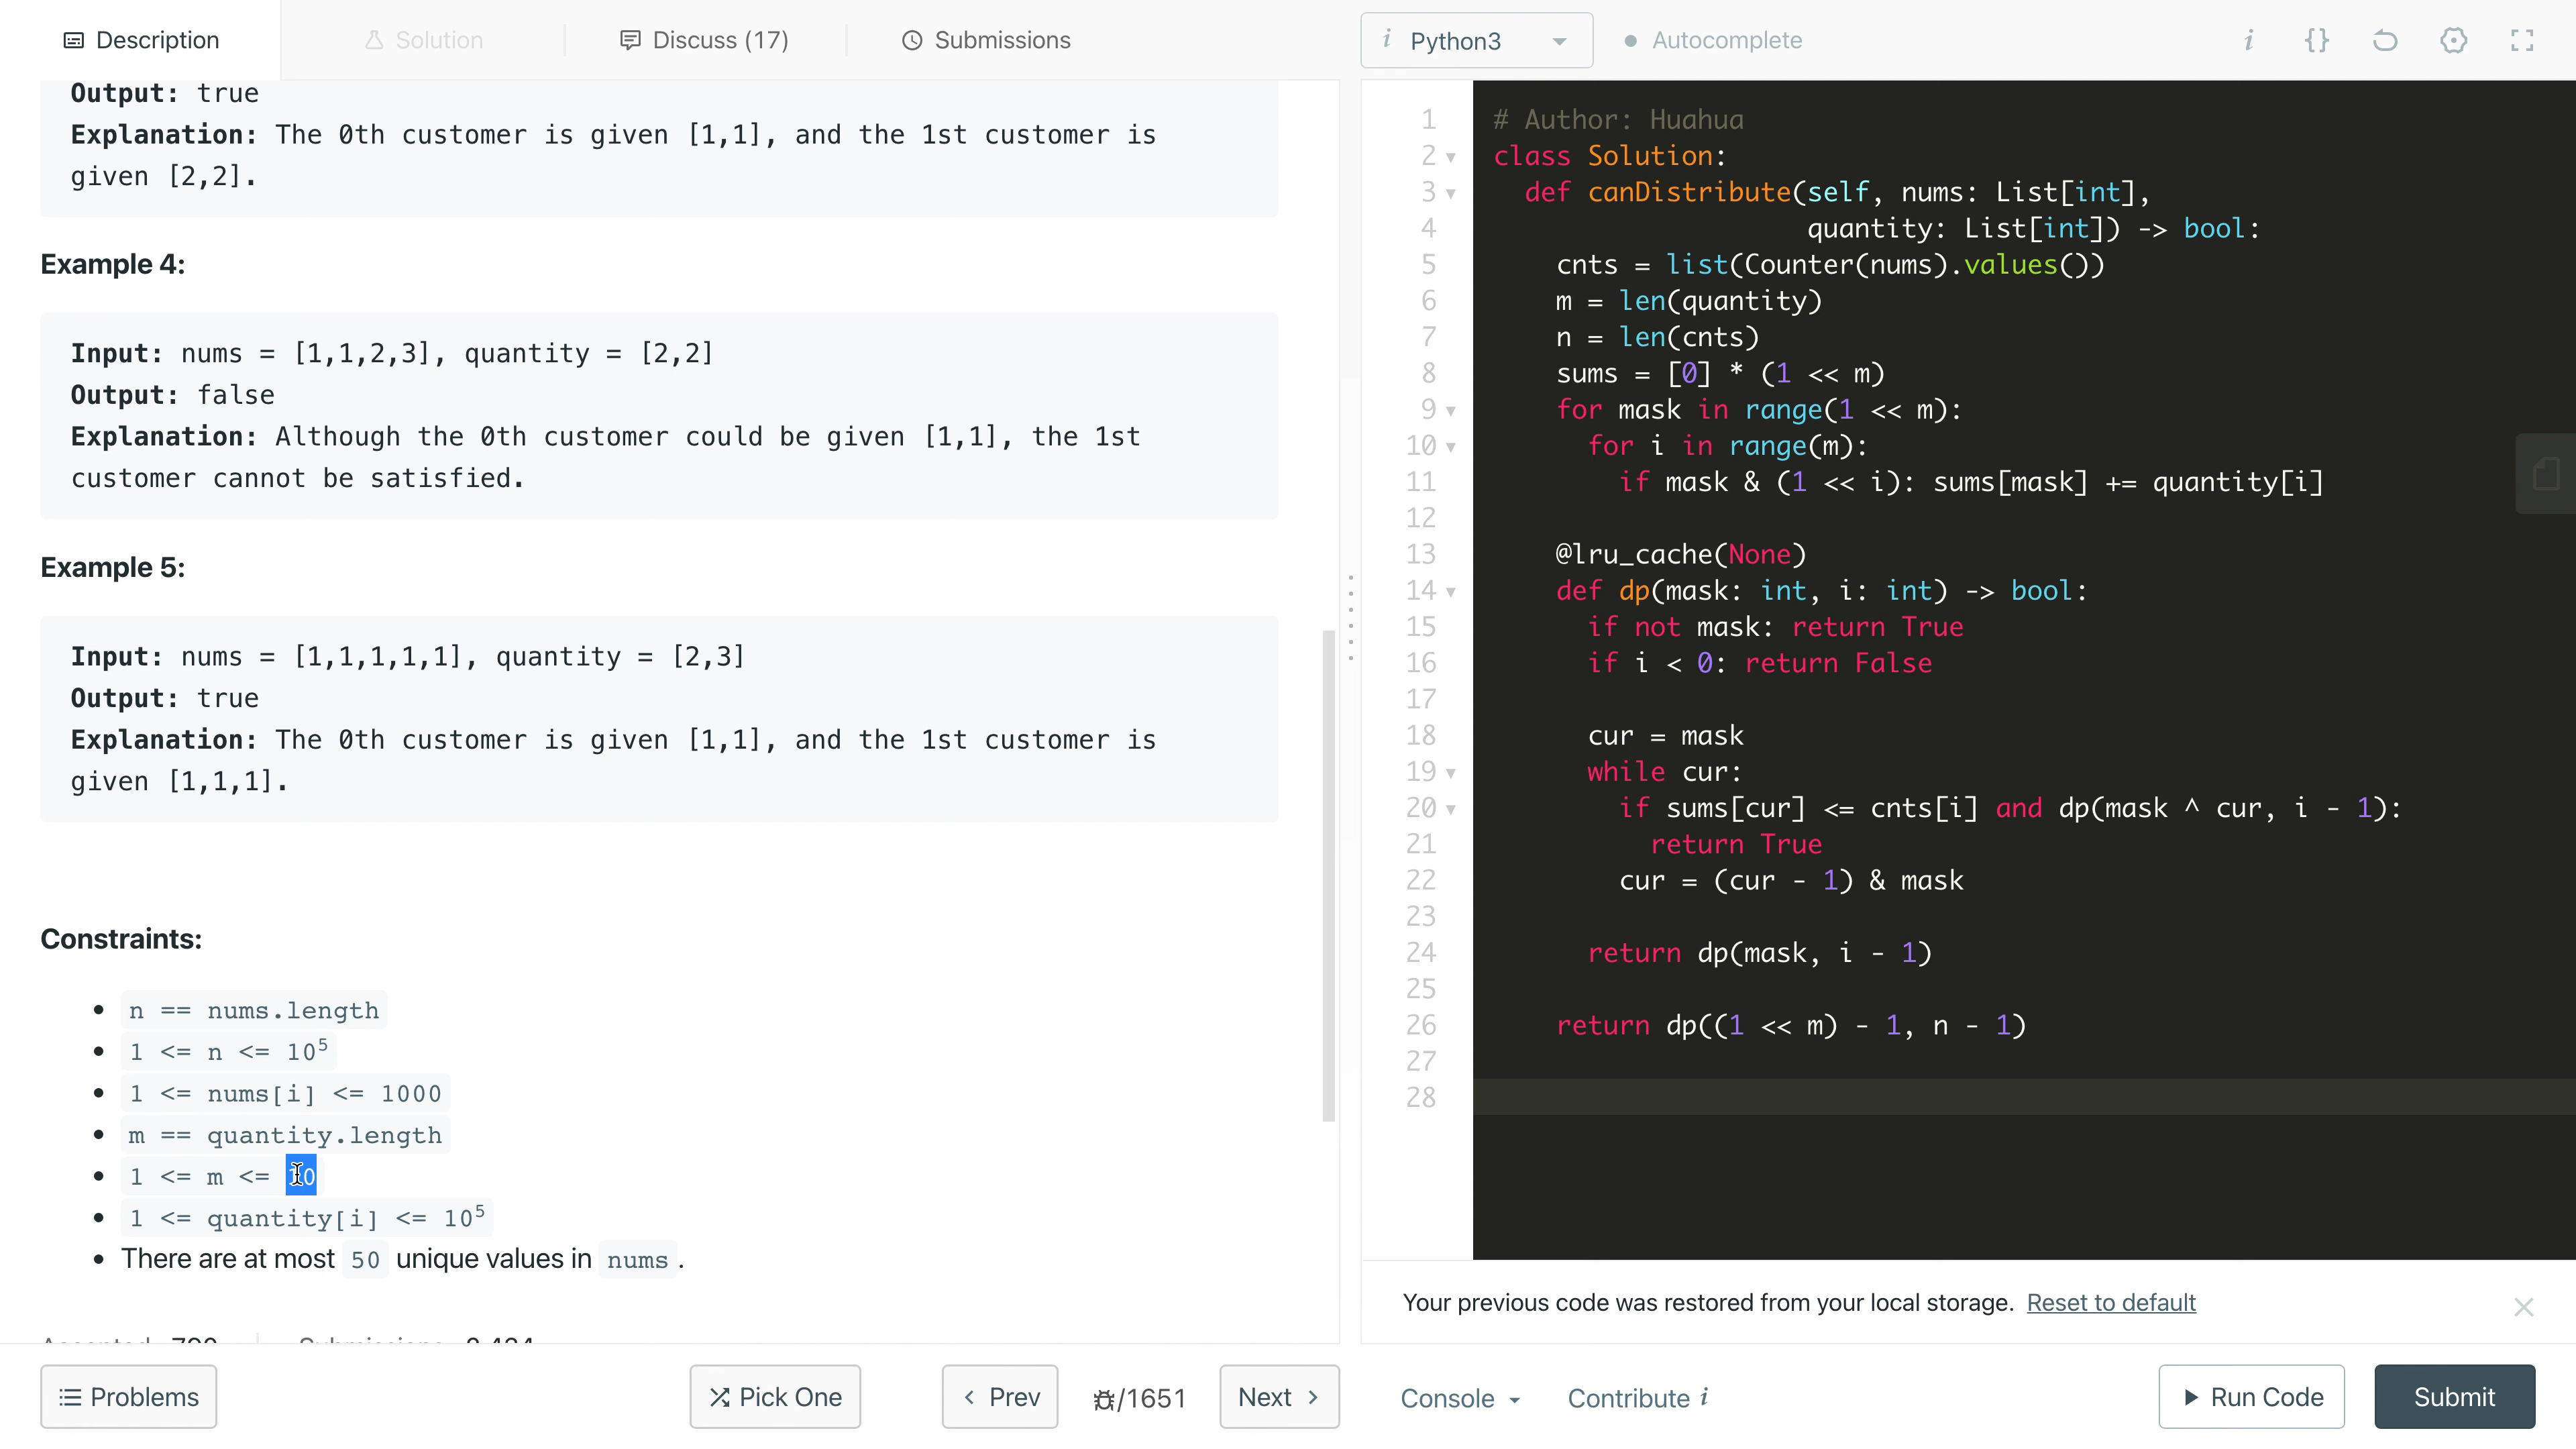 Description
Solution
Discuss (17)
Submissions
i Python3
Autocomplete
i {}
Output: true
Explanation: The 0th customer is given [1,1], and the 1st customer is
given [2,2].
Example 4:
Input: nums = [1,1,2,3], quantity = [2,2]
Output: false
Explanation: Although the 0th customer could be given [1,1], the 1st
customer cannot be satisfied.
Example 5:
Input: nums = [1,1,1,1,1], quantity = [2,3]
Output: true
Explanation: The 0th customer is given [1,1], and the 1st customer is
given [1,1,1].
Constraints:
n == nums.length
1 <= n <= 10^5
1 <= nums[i] <= 1000
m == quantity.length
1 <= m <= 10
1 <= quantity[i] <= 10^5
There are at most 50 unique values in nums .
Problems
Pick One
Prev
/1651
Next
1 # Author: Huahua
2 class Solution:
3 def canDistribute(self, nums: List[int],
4 quantity: List[int]) -> bool:
5 cnts = list(Counter(nums).values())
6 m = len(quantity)
7 n = len(cnts)
8 sums = [0] * (1 << m)
9 for mask in range(1 << m):
10 for i in range(m):
11 if mask & (1 << i): sums[mask] += quantity[i]
12
13 @lru_cache(None)
14 def dp(mask: int, i: int) -> bool:
15 if not mask: return True
16 if i < 0: return False
17
18 cur = mask
19 while cur:
20 if sums[cur] <= cnts[i] and dp(mask ^ cur, i - 1):
21 return True
22 cur = (cur - 1) & mask
23
24 return dp(mask, i - 1)
25
26 return dp((1 << m) - 1, n - 1)
27
28
Your previous code was restored from your local storage. Reset to default
Console
Contribute i
Run Code
Submit